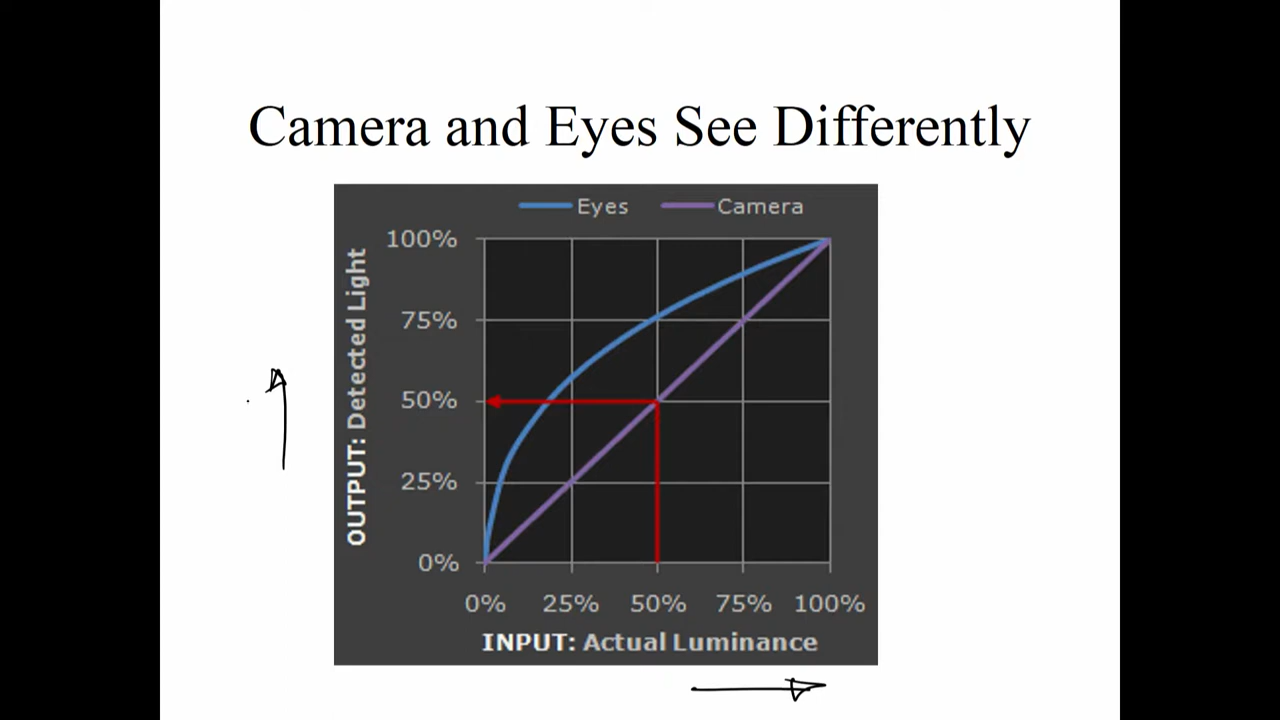 Camera and Eyes See Differently
Eyes Camera
OUTPUT: Detected Light
100%
75%
50%
25%
0%
0% 25% 50% 75% 100%
INPUT: Actual Luminance